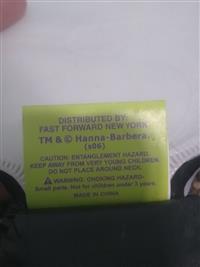 DISTRIBUTED BY:
FAST FORWARD NEW YORK
TM & © Hanna-Barbera.
(s06)
CAUTION: ENTANGLEMENT HAZARD-
KEEP AWAY FROM VERY YOUNG CHILDREN.
DO NOT PLACE AROUND NECK.
⚠ WARNING: CHOKING HAZARD-
Small parts. Not for children under 3 years.
MADE IN CHINA